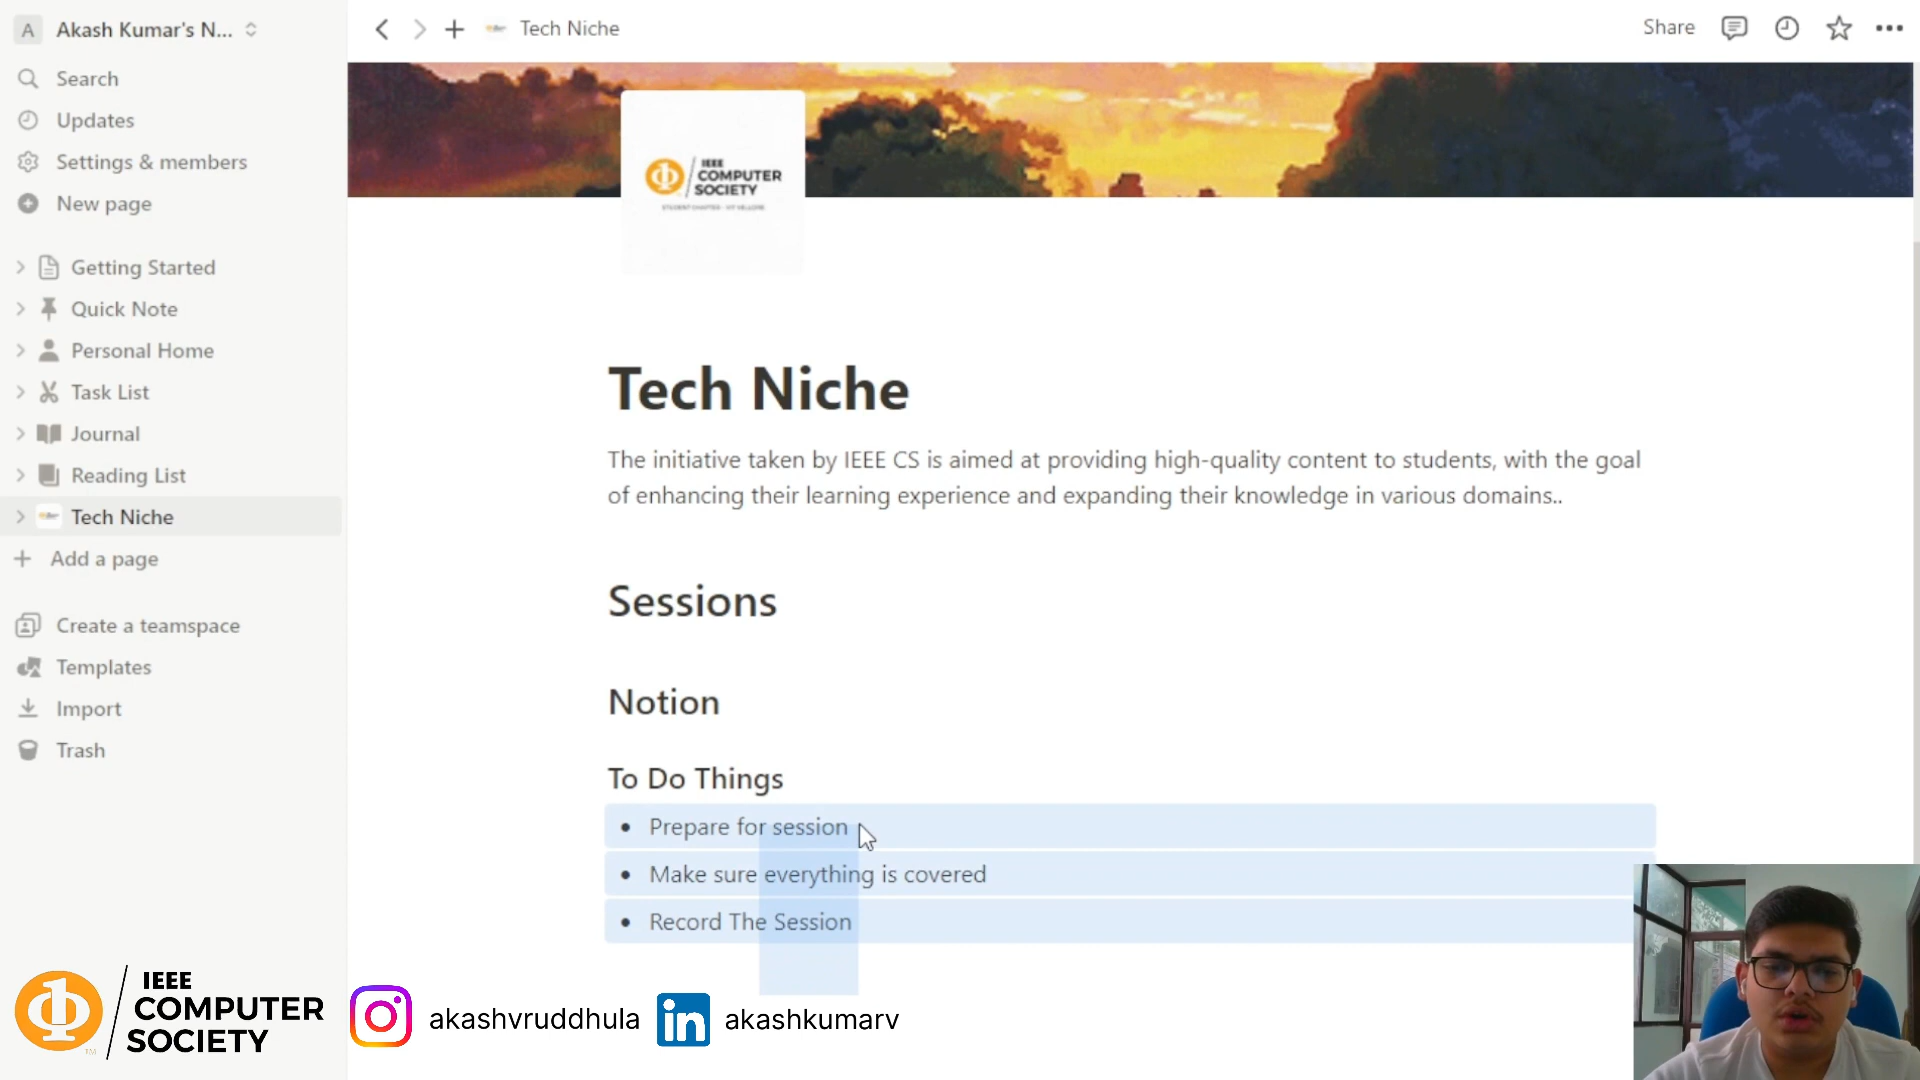 A Akash Kumar's N...
Search
Updates
Settings & members
New page
Getting Started
Quick Note
Personal Home
Task List
Journal
Reading List
Tech Niche
Add a page
Create a teamspace
Templates
Import
Trash
Tech Niche
Share
IEEE
COMPUTER
SOCIETY
Tech Niche
The initiative taken by IEEE CS is aimed at providing high-quality content to students, with the goal
of enhancing their learning experience and expanding their knowledge in various domains..
Sessions
Notion
To Do Things
• Prepare for session
• Make sure everything is covered
• Record The Session
IEEE
COMPUTER
SOCIETY
TM
akashvruddhula
in akashkumarv